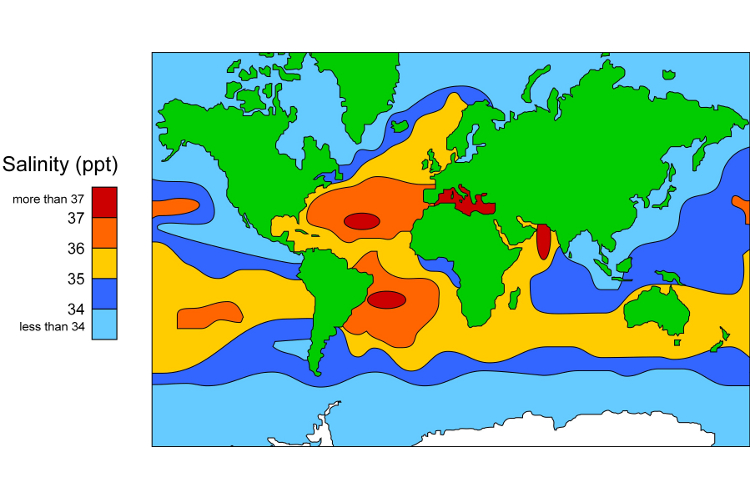 Salinity (ppt)
more than 37
37
36
35
34
less than 34